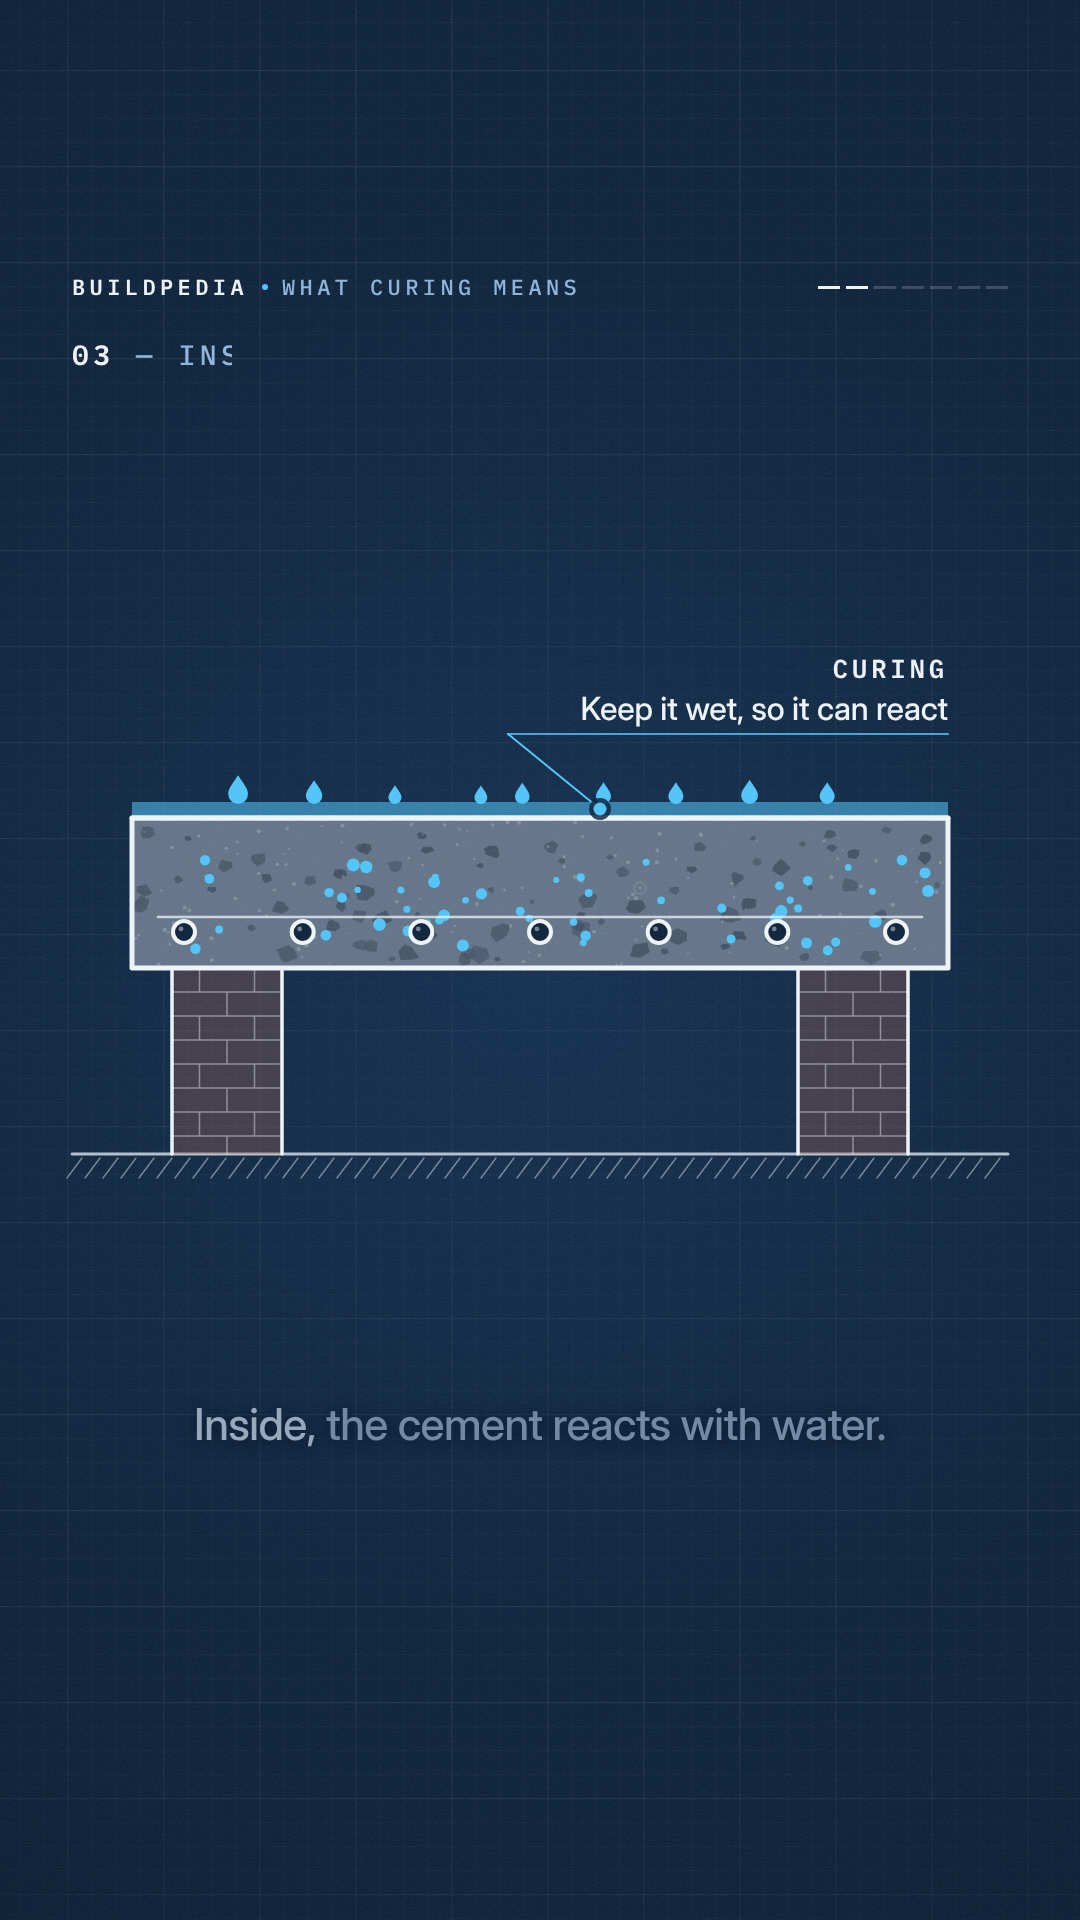 BUILDPEDIA • WHAT CURING MEANS
03 — INS
CURING
Keep it wet, so it can react
Inside, the cement reacts with water.